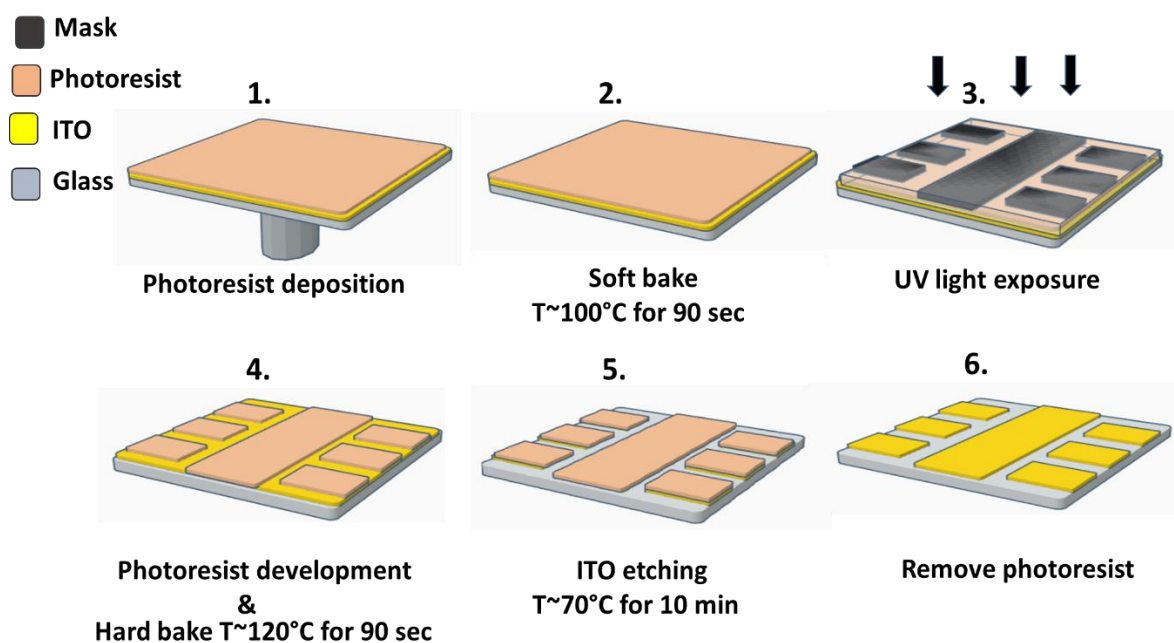 Mask
Photoresist
ITO
Glass
1.
Photoresist deposition
2.
Soft bake
T~100°C for 90 sec
3.
UV light exposure
4.
Photoresist development
&
Hard bake T~120°C for 90 sec
5.
ITO etching
T~70°C for 10 min
6.
Remove photoresist